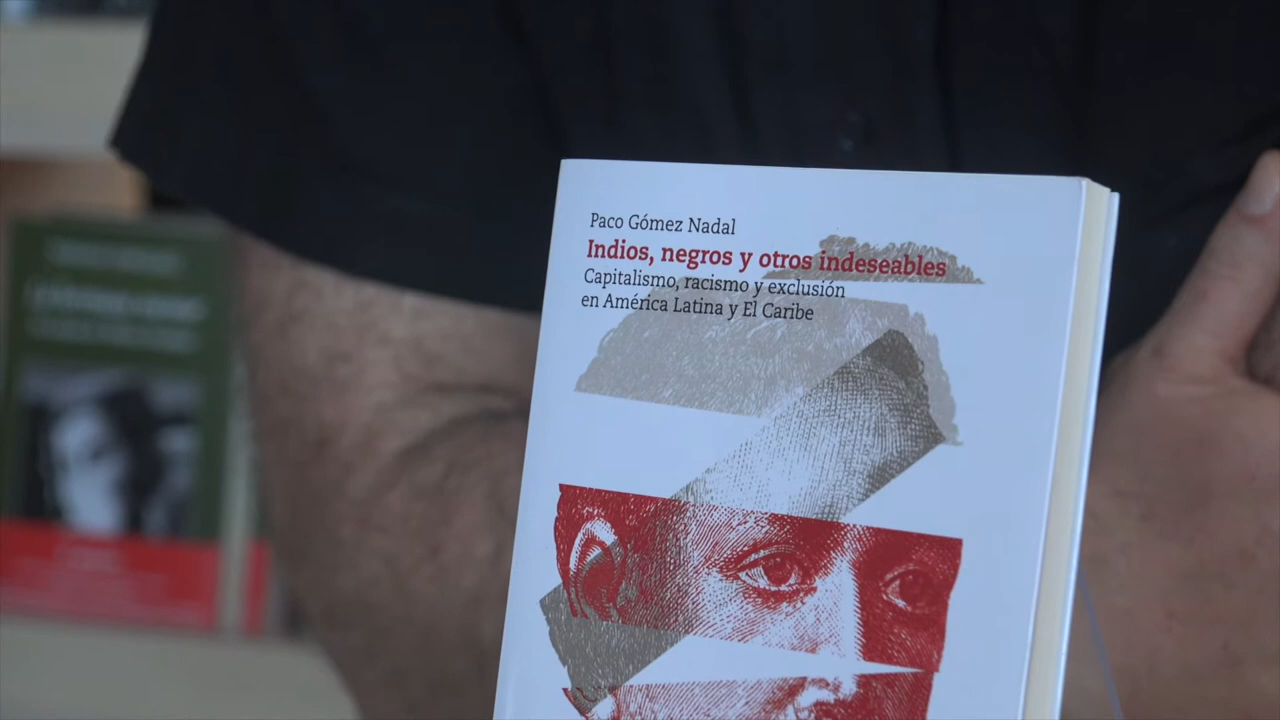 Paco Gómez Nadal
Indios, negros y otros indeseables
Capitalismo, racismo y exclusión
en América Latina y El Caribe